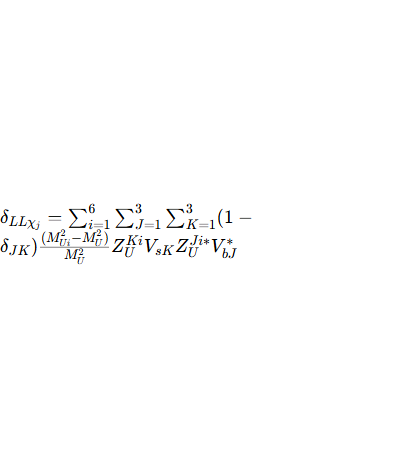 δ_{LLχ_j} = ∑_{i=1}^{6} ∑_{J=1}^{3} ∑_{K=1}^{3} (1 −
δ_{JK}) \frac{(M_{Ui}^2 − M_U^2)}{M_U^2} Z_U^{Ki} V_{sK} Z_U^{Ji∗} V_{bJ}^∗